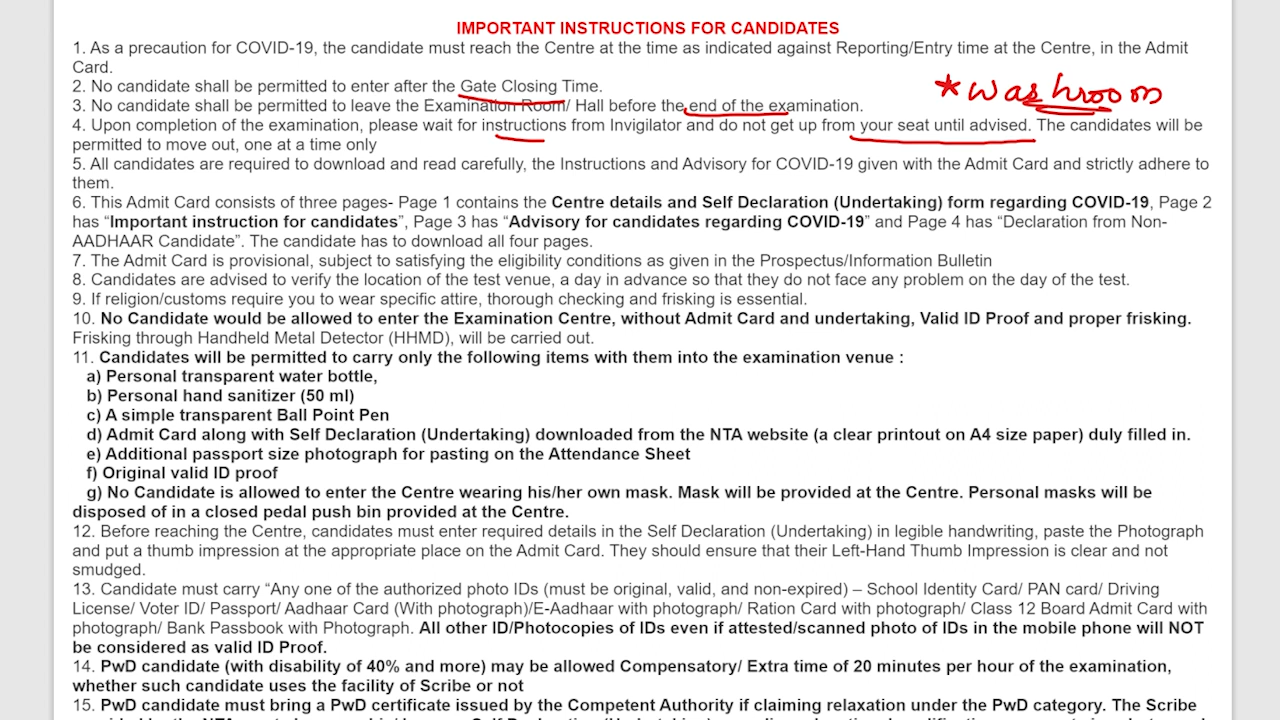 IMPORTANT INSTRUCTIONS FOR CANDIDATES
1. As a precaution for COVID-19, the candidate must reach the Centre at the time as indicated against Reporting/Entry time at the Centre, in the Admit
Card.
2. No candidate shall be permitted to enter after the Gate Closing Time.
*washroom
3. No candidate shall be permitted to leave the Examination Room/ Hall before the end of the examination.
4. Upon completion of the examination, please wait for instructions from Invigilator and do not get up from your seat until advised. The candidates will be
permitted to move out, one at a time only
5. All candidates are required to download and read carefully, the Instructions and Advisory for COVID-19 given with the Admit Card and strictly adhere to
them.
6. This Admit Card consists of three pages- Page 1 contains the Centre details and Self Declaration (Undertaking) form regarding COVID-19, Page 2
has “Important instruction for candidates”, Page 3 has “Advisory for candidates regarding COVID-19” and Page 4 has “Declaration from Non-
AADHAAR Candidate”. The candidate has to download all four pages.
7. The Admit Card is provisional, subject to satisfying the eligibility conditions as given in the Prospectus/Information Bulletin
8. Candidates are advised to verify the location of the test venue, a day in advance so that they do not face any problem on the day of the test.
9. If religion/customs require you to wear specific attire, thorough checking and frisking is essential.
10. No Candidate would be allowed to enter the Examination Centre, without Admit Card and undertaking, Valid ID Proof and proper frisking.
Frisking through Handheld Metal Detector (HHMD), will be carried out.
11. Candidates will be permitted to carry only the following items with them into the examination venue :
a) Personal transparent water bottle,
b) Personal hand sanitizer (50 ml)
c) A simple transparent Ball Point Pen
d) Admit Card along with Self Declaration (Undertaking) downloaded from the NTA website (a clear printout on A4 size paper) duly filled in.
e) Additional passport size photograph for pasting on the Attendance Sheet
f) Original valid ID proof
g) No Candidate is allowed to enter the Centre wearing his/her own mask. Mask will be provided at the Centre. Personal masks will be
disposed of in a closed pedal push bin provided at the Centre.
12. Before reaching the Centre, candidates must enter required details in the Self Declaration (Undertaking) in legible handwriting, paste the Photograph
and put a thumb impression at the appropriate place on the Admit Card. They should ensure that their Left-Hand Thumb Impression is clear and not
smudged.
13. Candidate must carry “Any one of the authorized photo IDs (must be original, valid, and non-expired) – School Identity Card/ PAN card/ Driving
License/ Voter ID/ Passport/ Aadhaar Card (With photograph)/E-Aadhaar with photograph/ Ration Card with photograph/ Class 12 Board Admit Card with
photograph/ Bank Passbook with Photograph. All other ID/Photocopies of IDs even if attested/scanned photo of IDs in the mobile phone will NOT
be considered as valid ID Proof.
14. PwD candidate (with disability of 40% and more) may be allowed Compensatory/ Extra time of 20 minutes per hour of the examination,
whether such candidate uses the facility of Scribe or not
15. PwD candidate must bring a PwD certificate issued by the Competent Authority if claiming relaxation under the PwD category. The Scribe